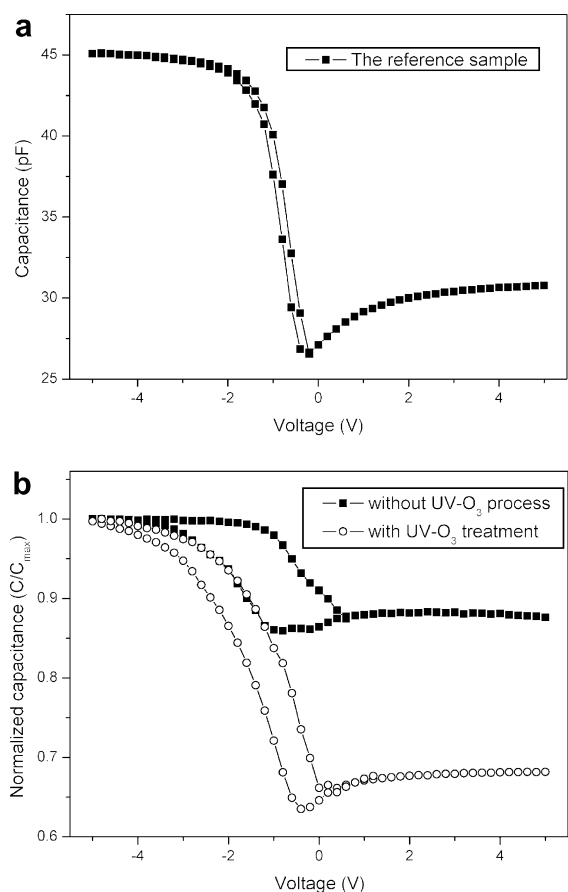 a
45
40
35
30
25
Capacitance (pF)
The reference sample
-4 -2 0 2 4
Voltage (V)
b
1.0
0.9
0.8
0.7
0.6
Normalized capacitance (C/Cmax)
without UV-O3 process
with UV-O3 treatment
-4 -2 0 2 4
Voltage (V)